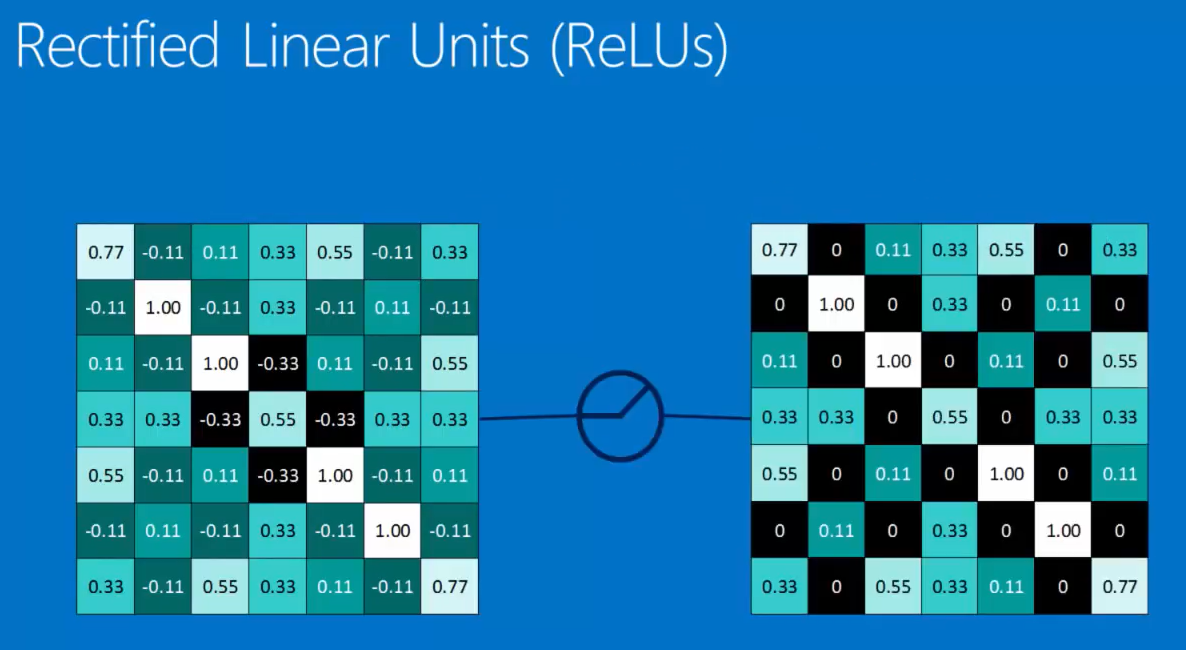 Rectified Linear Units (ReLUs)
0.77 -0.11 0.11 0.33 0.55 -0.11 0.33
-0.11 1.00 -0.11 0.33 -0.11 0.11 -0.11
0.11 -0.11 1.00 -0.33 0.11 -0.11 0.55
0.33 0.33 -0.33 0.55 -0.33 0.33 0.33
0.55 -0.11 0.11 -0.33 1.00 -0.11 0.11
-0.11 0.11 -0.11 0.33 -0.11 1.00 -0.11
0.33 -0.11 0.55 0.33 0.11 -0.11 0.77
0.77 0 0.11 0.33 0.55 0 0.33
0 1.00 0 0.33 0 0.11 0
0.11 0 1.00 0 0.11 0 0.55
0.33 0.33 0 0.55 0 0.33 0.33
0.55 0 0.11 0 1.00 0 0.11
0 0.11 0 0.33 0 1.00 0
0.33 0 0.55 0.33 0.11 0 0.77